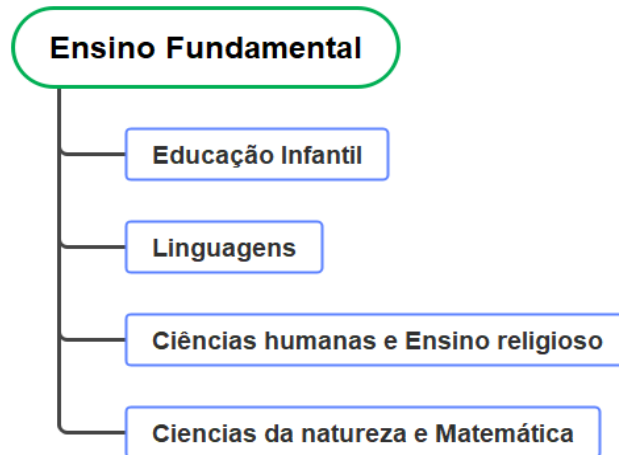 Ensino Fundamental
Educação Infantil
Linguagens
Ciências humanas e Ensino religioso
Ciencias da natureza e Matemática